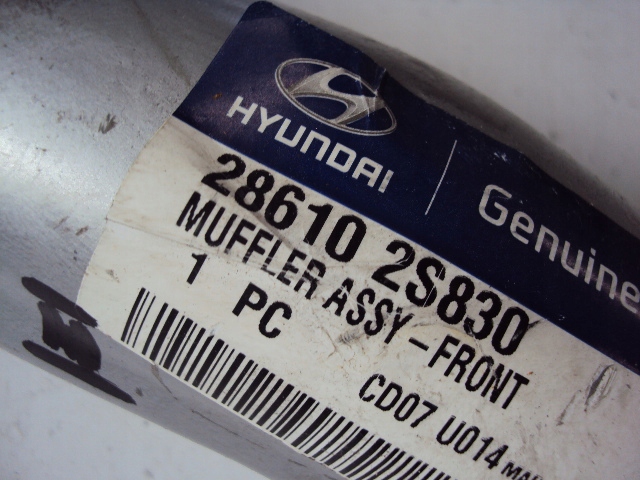 HYUNDAI
Genuine
28610 2S830
MUFFLER ASSY-FRONT
1 PC
CD07 U014